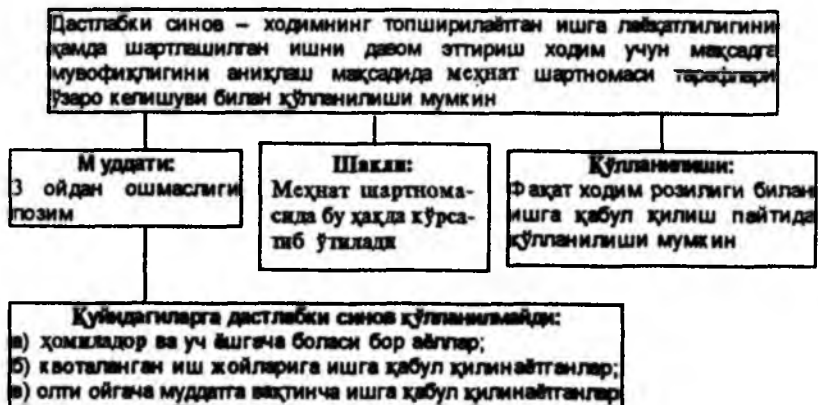 Дастлабки синов – ходимнинг топширилаётган ишга лаёқатлилигини
ҳамда шартлашилган ишни давом эттириш ходим учун мақсадга
мувофиқлигини аниқлаш мақсадида меҳнат шартномаси тарафлари
ўзаро келишуви билан қўлланилиши мумкин
Муддати:
3 ойдан ошмаслиги
лозим
Шакли:
Меҳнат шартнома-
сида бу ҳақда кўрса-
тиб ўтилади
Қўлланилиши:
Фақат ходим розилиги билан
ишга қабул қилиш пайтида
қўлланилиши мумкин
Қуйидагиларга дастлабки синов қўлланилмайди:
а) ҳомиладор ва уч ёшгача боласи бор аёллар;
б) квоталанган иш жойларига ишга қабул қилинаётганлар;
в) олти ойгача муддатга вақтинча ишга қабул қилинаётганлар